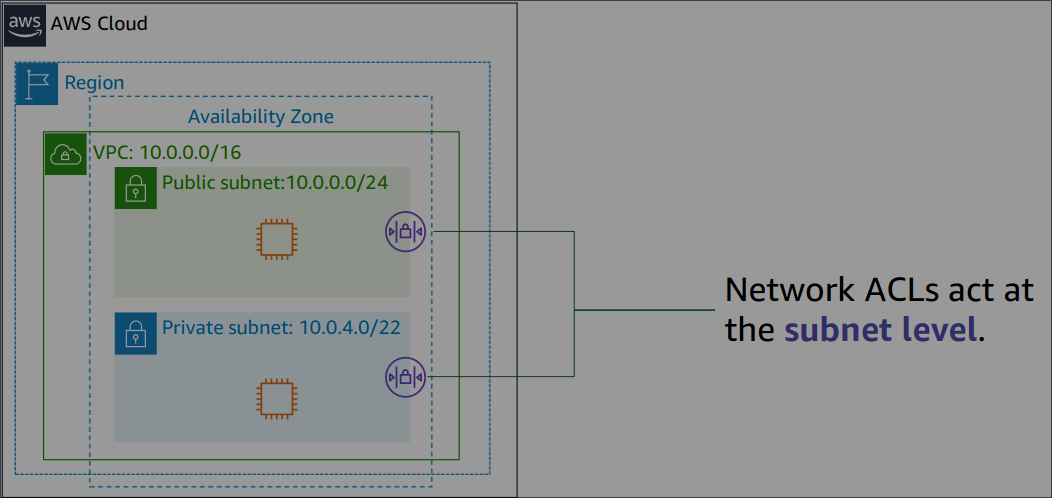 aws
AWS Cloud
Region
Availability Zone
VPC: 10.0.0.0/16
Public subnet:10.0.0.0/24
Private subnet: 10.0.4.0/22
Network ACLs act at
the subnet level.